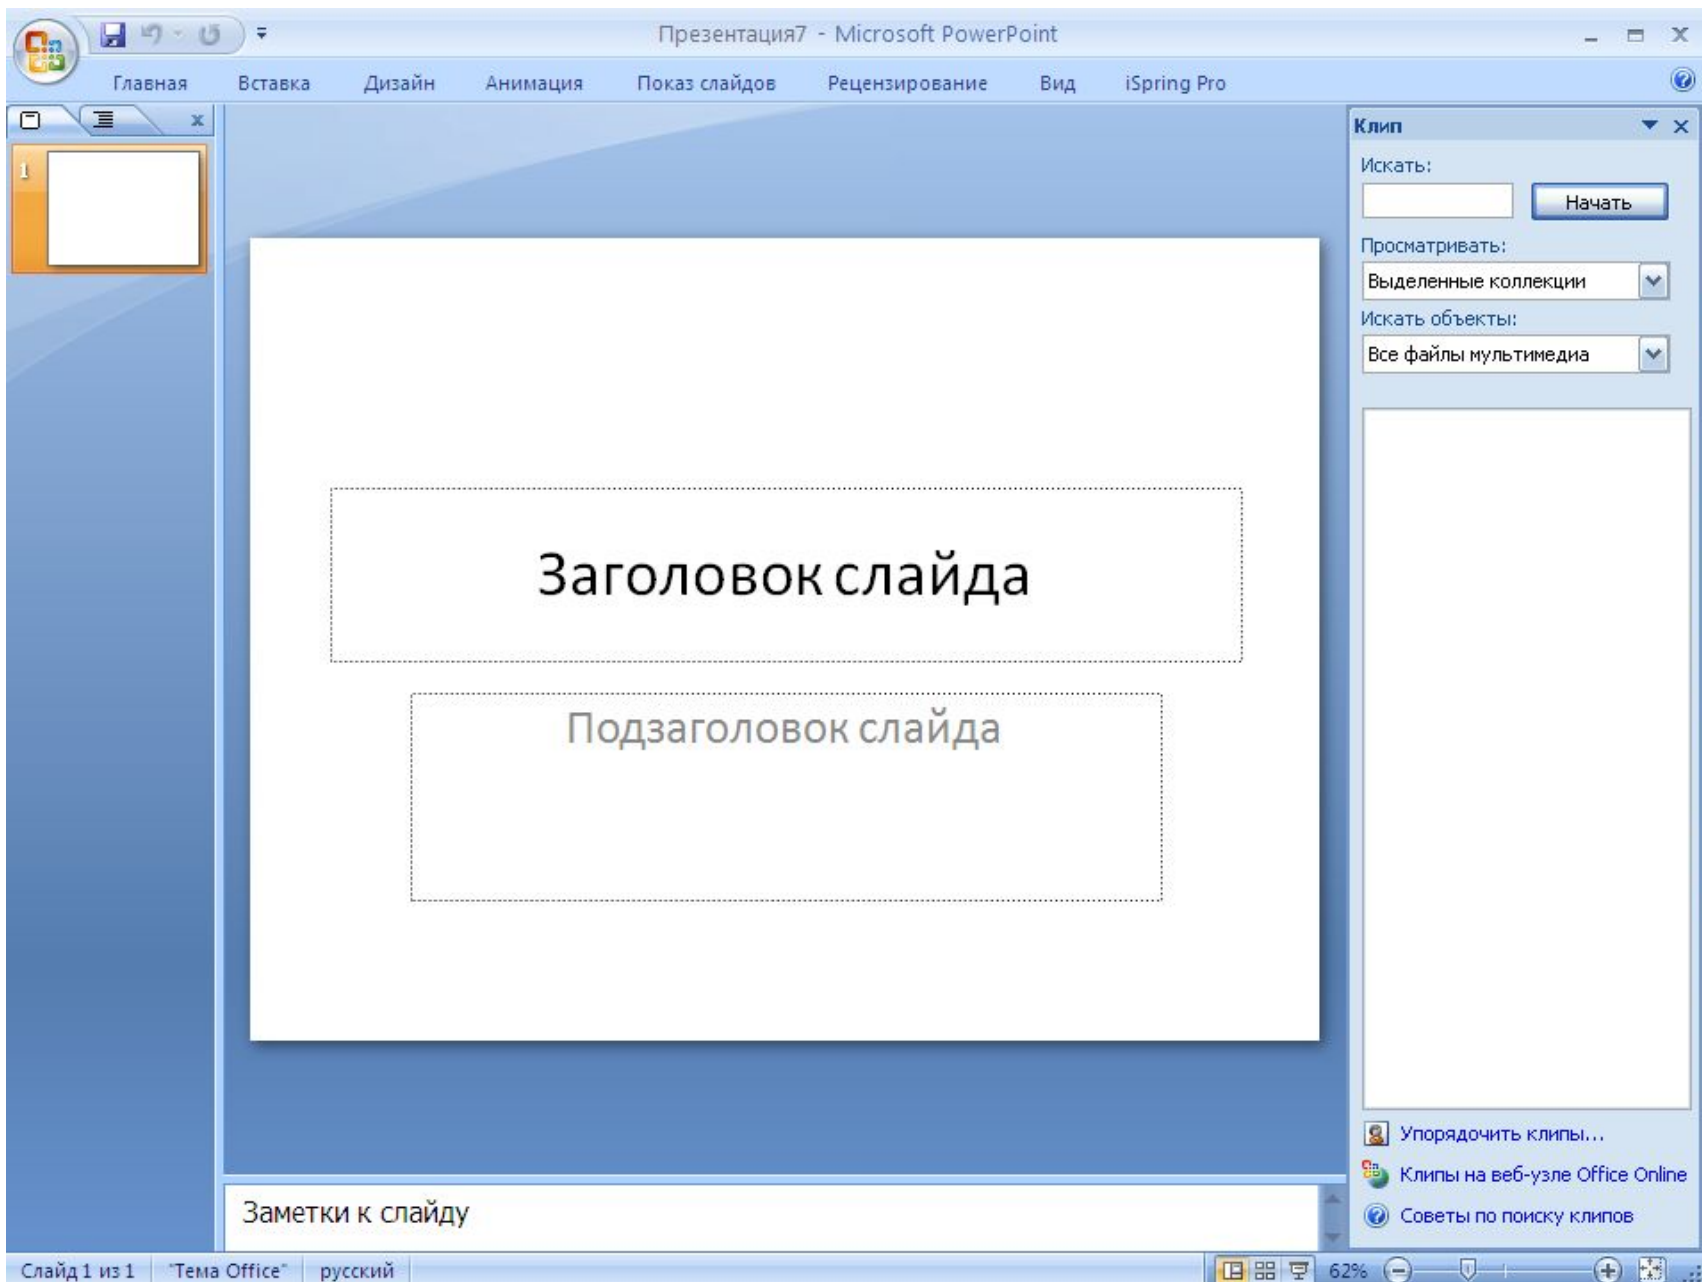 Презентация7 - Microsoft PowerPoint
Главная Вставка Дизайн Анимация Показ слайдов Рецензирование Вид iSpring Pro
1
Заголовок слайда
Подзаголовок слайда
Заметки к слайду
Клип
Искать:
Начать
Просматривать:
Выделенные коллекции
Искать объекты:
Все файлы мультимедиа
Упорядочить клипы...
Клипы на веб-узле Office Online
Советы по поиску клипов
Слайд 1 из 1 "Тема Office" русский 62%